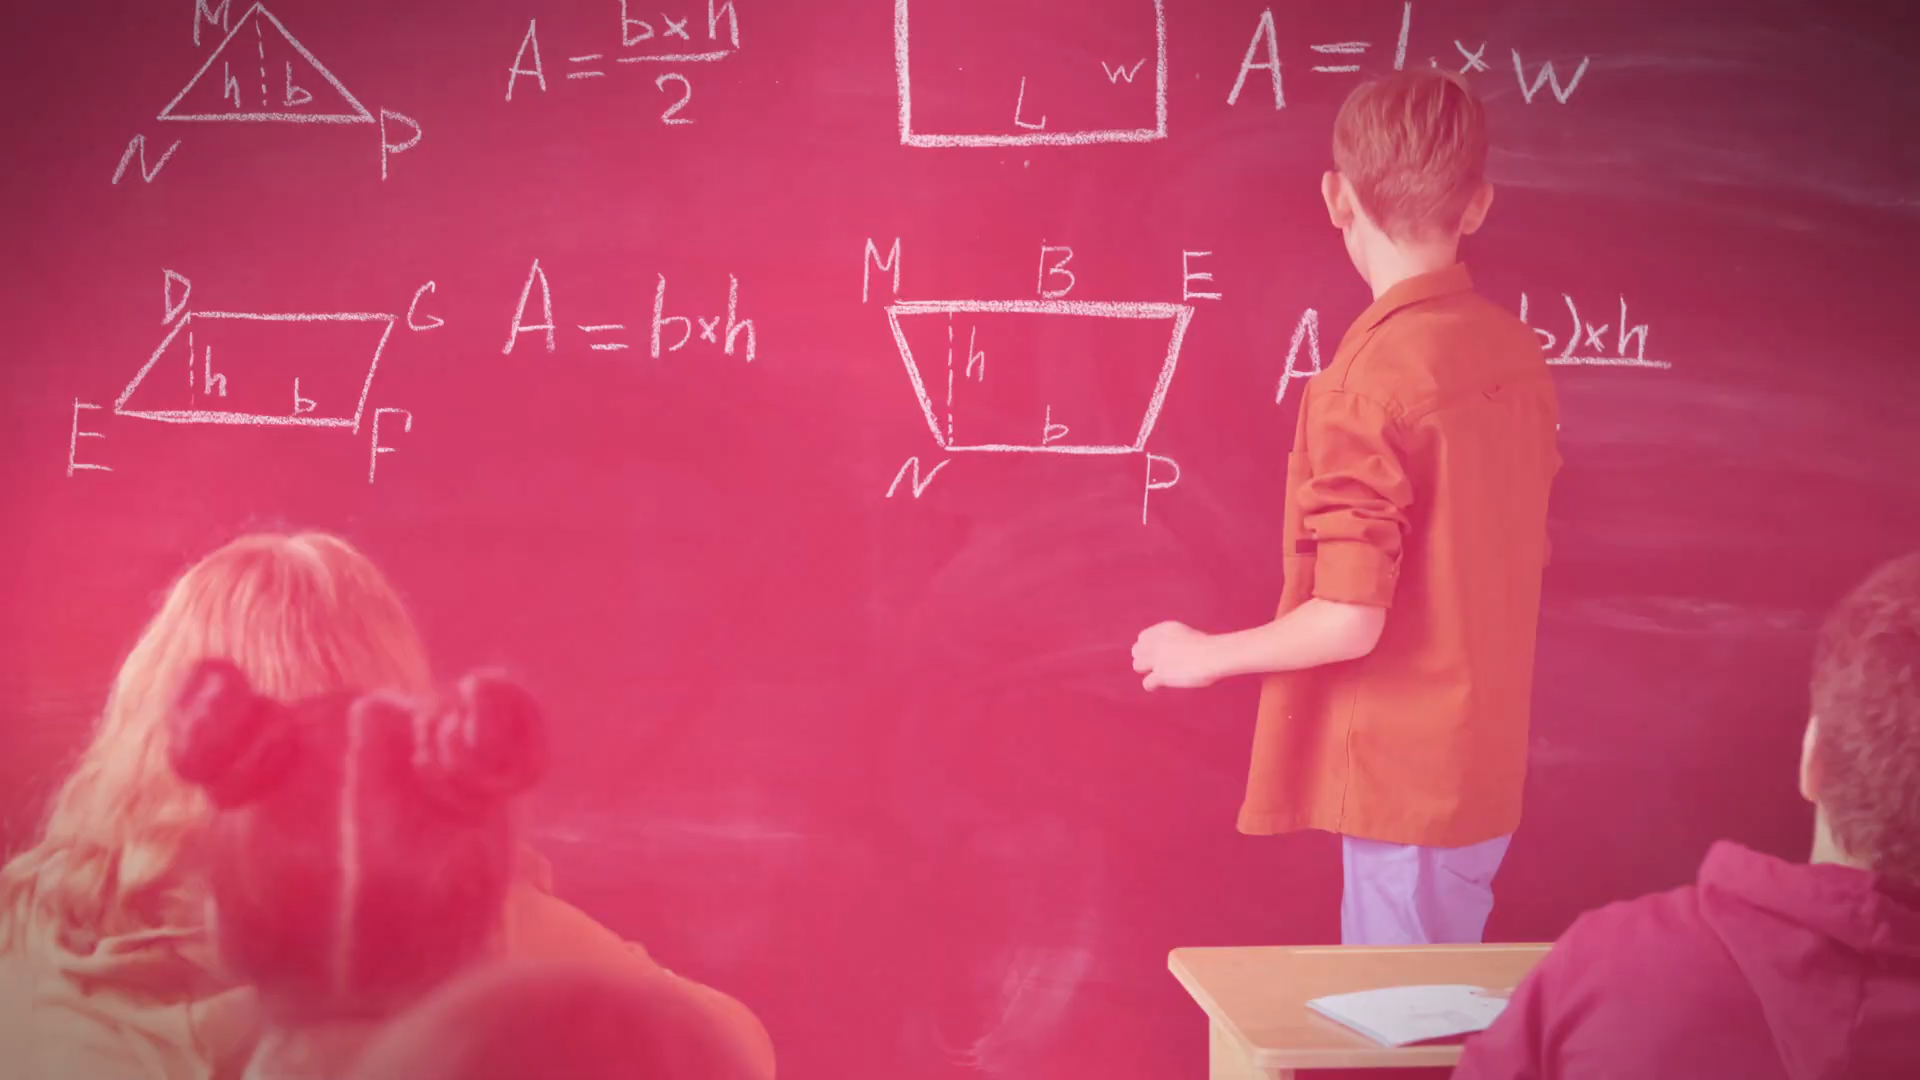 M
h b
N P
A = b×h
2
L w
A = L × w
D G
h b
E F
A = b×h
M B E
h
b
N P
A b)×h